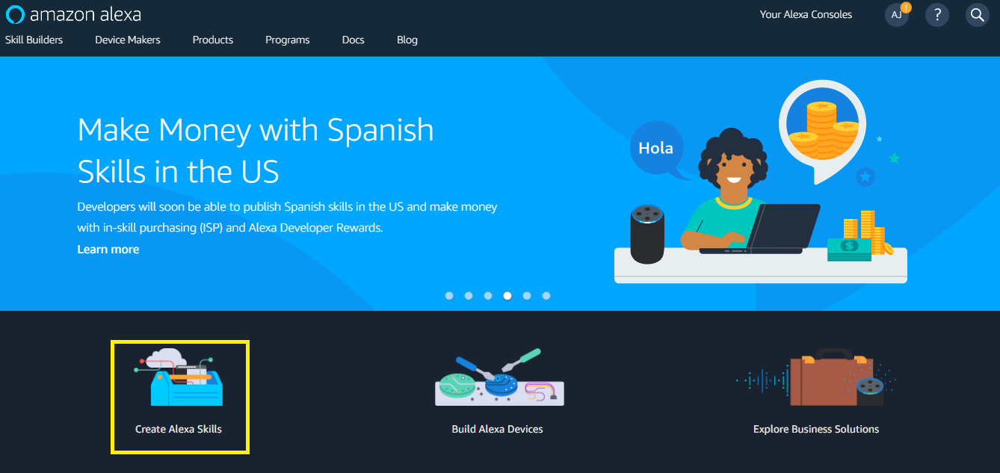 amazon alexa
Your Alexa Consoles
AJ
!
?
Skill Builders
Device Makers
Products
Programs
Docs
Blog
Make Money with Spanish
Skills in the US
Developers will soon be able to publish Spanish skills in the US and make money
with in-skill purchasing (ISP) and Alexa Developer Rewards.
Learn more
Hola
$
Create Alexa Skills
Build Alexa Devices
Explore Business Solutions